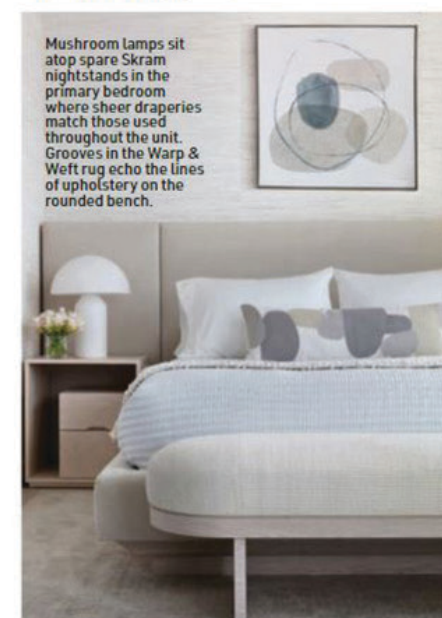 Mushroom lamps sit
atop spare Skram
nightstands in the
primary bedroom
where sheer draperies
match those used
throughout the unit.
Grooves in the Warp &
Weft rug echo the lines
of upholstery on the
rounded bench.